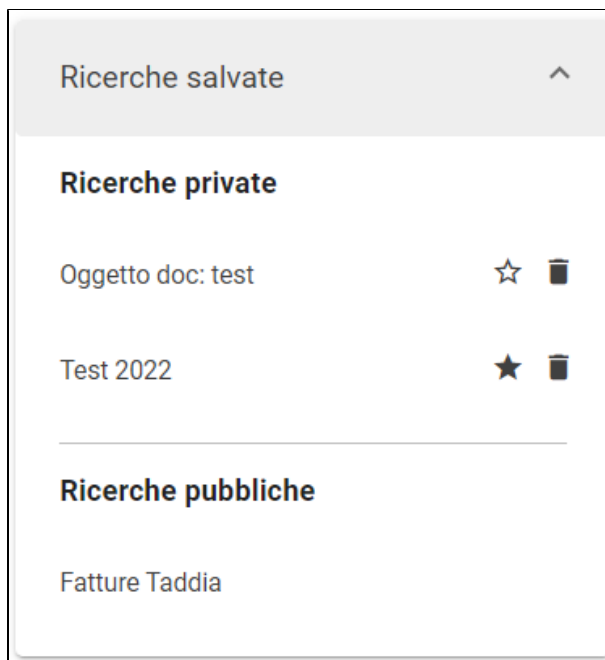 Ricerche salvate
Ricerche private
Oggetto doc: test
Test 2022
Ricerche pubbliche
Fatture Taddia